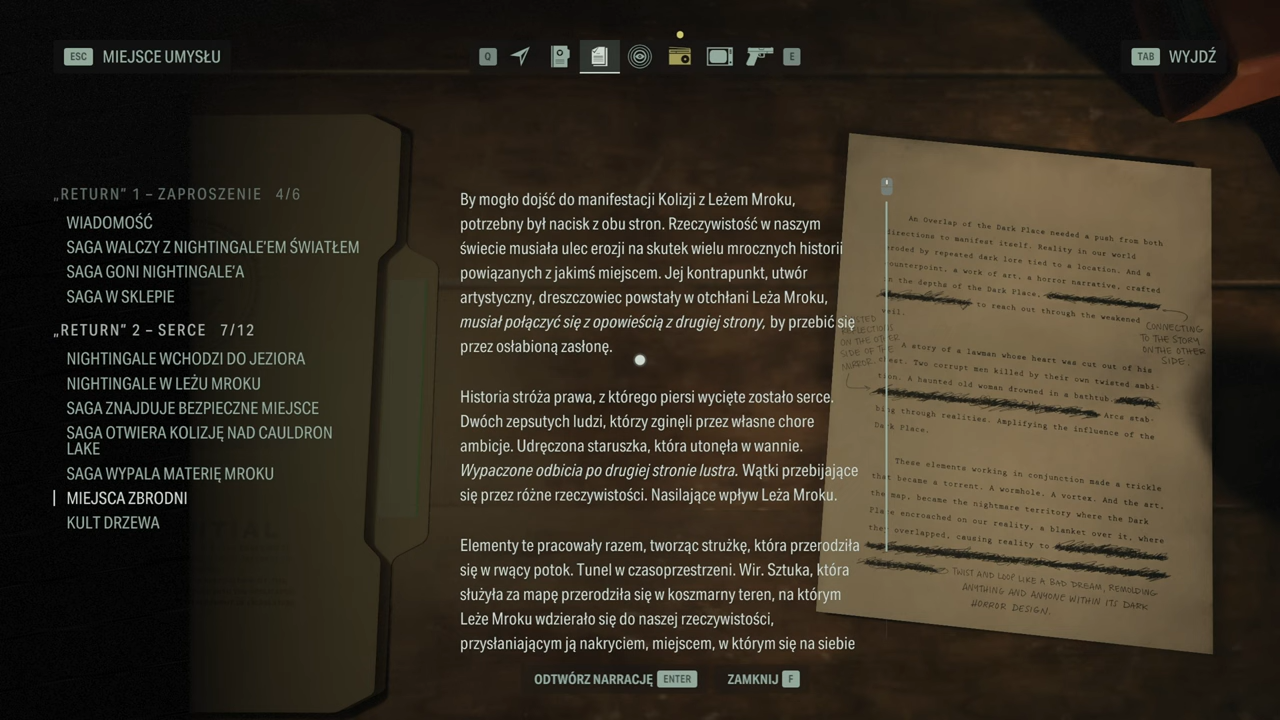 ESC MIEJSCE UMYSŁU
Q
E
TAB WYJDŹ
„RETURN” 1 – ZAPROSZENIE 4/6
WIADOMOŚĆ
SAGA WALCZY Z NIGHTINGALE’EM ŚWIATŁEM
SAGA GONI NIGHTINGALE’A
SAGA W SKLEPIE
„RETURN” 2 – SERCE 7/12
NIGHTINGALE WCHODZI DO JEZIORA
NIGHTINGALE W LEŻU MROKU
SAGA ZNAJDUJE BEZPIECZNE MIEJSCE
SAGA OTWIERA KOLIZJĘ NAD CAULDRON
LAKE
SAGA WYPALA MATERIĘ MROKU
MIEJSCA ZBRODNI
KULT DRZEWA
By mogło dojść do manifestacji Kolizji z Leżem Mroku,
potrzebny był nacisk z obu stron. Rzeczywistość w naszym
świecie musiała ulec erozji na skutek wielu mrocznych historii
powiązanych z jakimś miejscem. Jej kontrapunkt, utwór
artystyczny, dreszczowiec powstały w otchłani Leża Mroku,
musiał połączyć się z opowieścią z drugiej strony, by przebić się
przez osłabioną zasłonę.
Historia stróża prawa, z którego piersi wycięte zostało serce.
Dwóch zepsutych ludzi, którzy zginęli przez własne chore
ambicje. Udręczona staruszka, która utonęła w wannie.
Wypaczone odbicia po drugiej stronie lustra. Wątki przebijające
się przez różne rzeczywistości. Nasilające wpływ Leża Mroku.
Elementy te pracowały razem, tworząc strużkę, która przerodziła
się w rwący potok. Tunel w czasoprzestrzeni. Wir. Sztuka, która
służyła za mapę przerodziła się w koszmarny teren, na którym
Leże Mroku wdzierało się do naszej rzeczywistości,
przysłaniającym ją nakryciem, miejscem, w którym się na siebie
An Overlap of the Dark Place needed a push from both
directions to manifest itself. Reality in our world
eroded by repeated dark lore tied to a location. And a
counterpoint, a work of art, a horror narrative, crafted
in the depths of the Dark Place,
to reach out through the weakened
veil.
CONNECTING
TO THE STORY
ON THE OTHER
SIDE.
REFLECTIONS
ON THE OTHER
SIDE OF THE
MIRROR.
A story of a lawman whose heart was cut out of his
chest. Two corrupt men killed by their own twisted ambi-
tion. A haunted old woman drowned in a bathtub.
Arcs stab-
bing through realities. Amplifying the influence of the
Dark Place.
These elements working in conjunction made a trickle
that became a torrent. A wormhole. A vortex. And the art,
the map, became the nightmare territory where the Dark
Place encroached on our reality, a blanket over it, where
they overlapped, causing reality to
TWIST AND LOOP LIKE A BAD DREAM, REMOLDING
ANYTHING AND ANYONE WITHIN ITS DARK
HORROR DESIGN.
ODTWÓRZ NARRACJĘ ENTER
ZAMKNIJ F